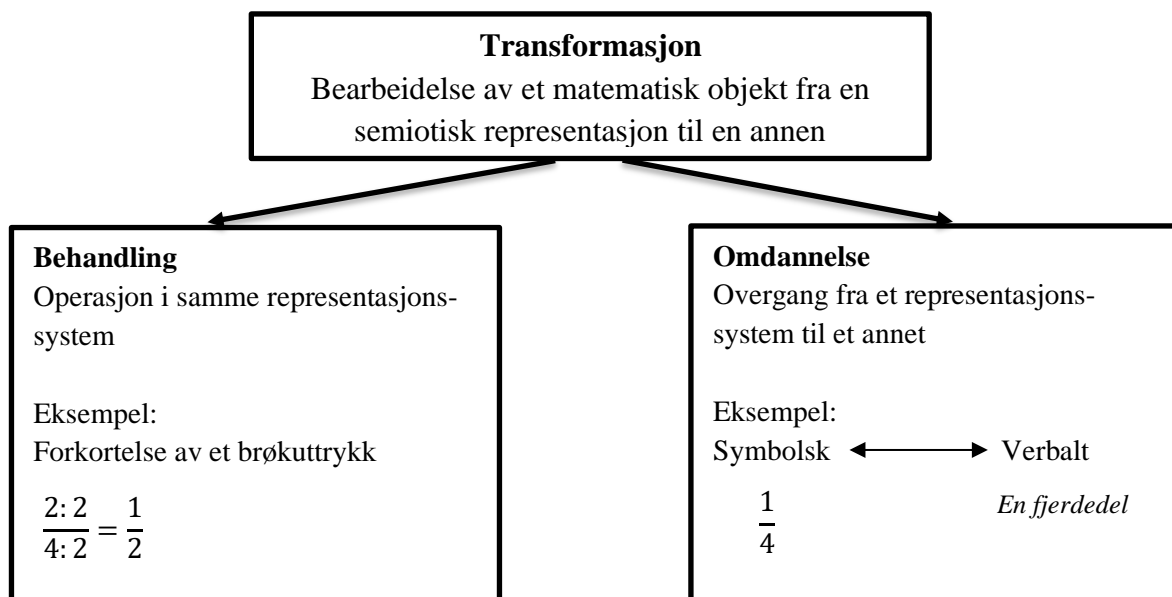 Transformasjon
Bearbeidelse av et matematisk objekt fra en
semiotisk representasjon til en annen
Behandling
Operasjon i samme representasjons-
system
Eksempel:
Forkortelse av et brøkuttrykk
2:2/4:2 = 1/2
Omdannelse
Overgang fra et representasjons-
system til et annet
Eksempel:
Symbolsk Verbalt
1/4 En fjerdedel